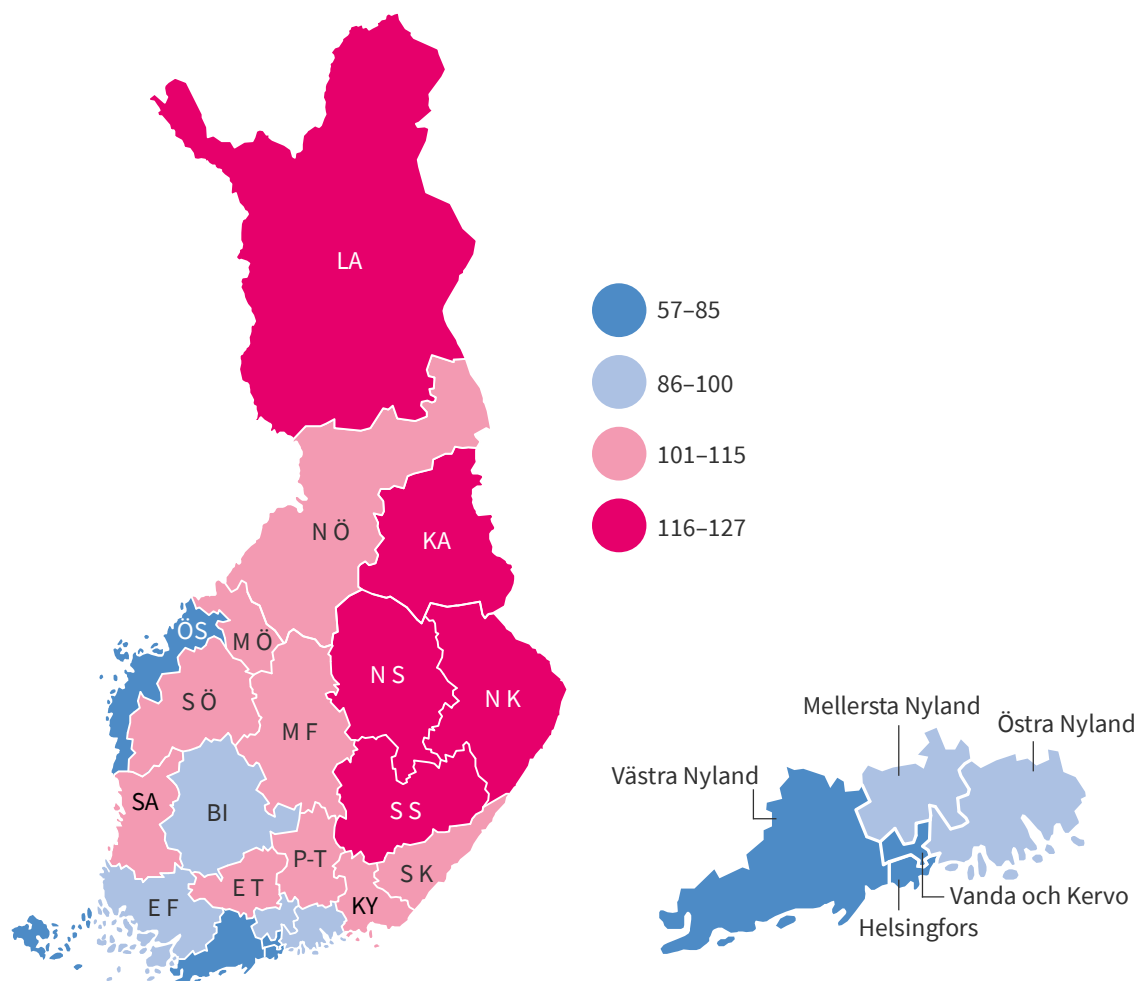 LA
57–85
86–100
101–115
116–127
N Ö
KA
ÖS
M Ö
N S
N K
S Ö
M F
SA
BI
S S
P-T
S K
E T
E F
KY
Mellersta Nyland
Östra Nyland
Västra Nyland
Vanda och Kervo
Helsingfors